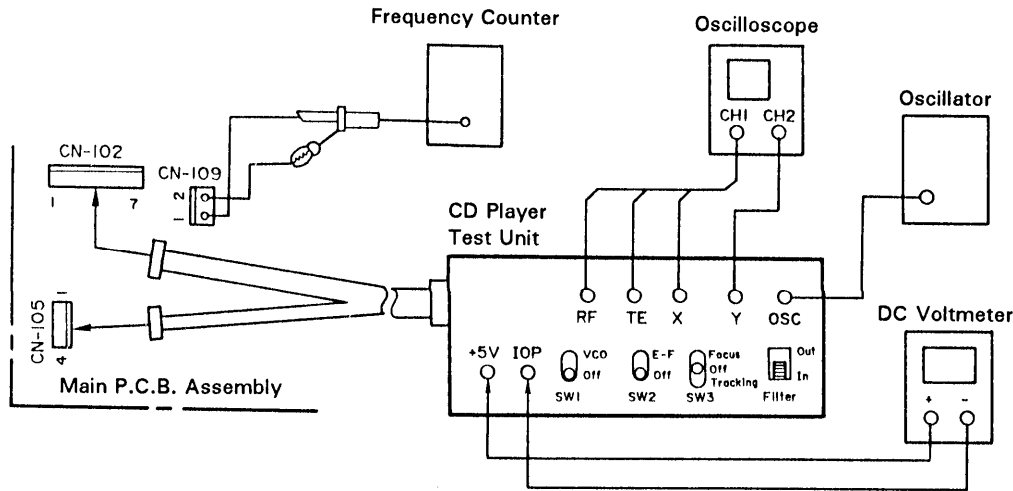 Frequency Counter
Oscilloscope
CH1 CH2
Oscillator
CN-102
1 7
CN-109
1 2
CD Player
Test Unit
RF TE X Y OSC
CN-105
4 1
+5V IOP
VCO
Off
SW1
E-F
Off
SW2
Focus
Off
Tracking
SW3
Out
In
Filter
DC Voltmeter
+ -
Main P.C.B. Assembly